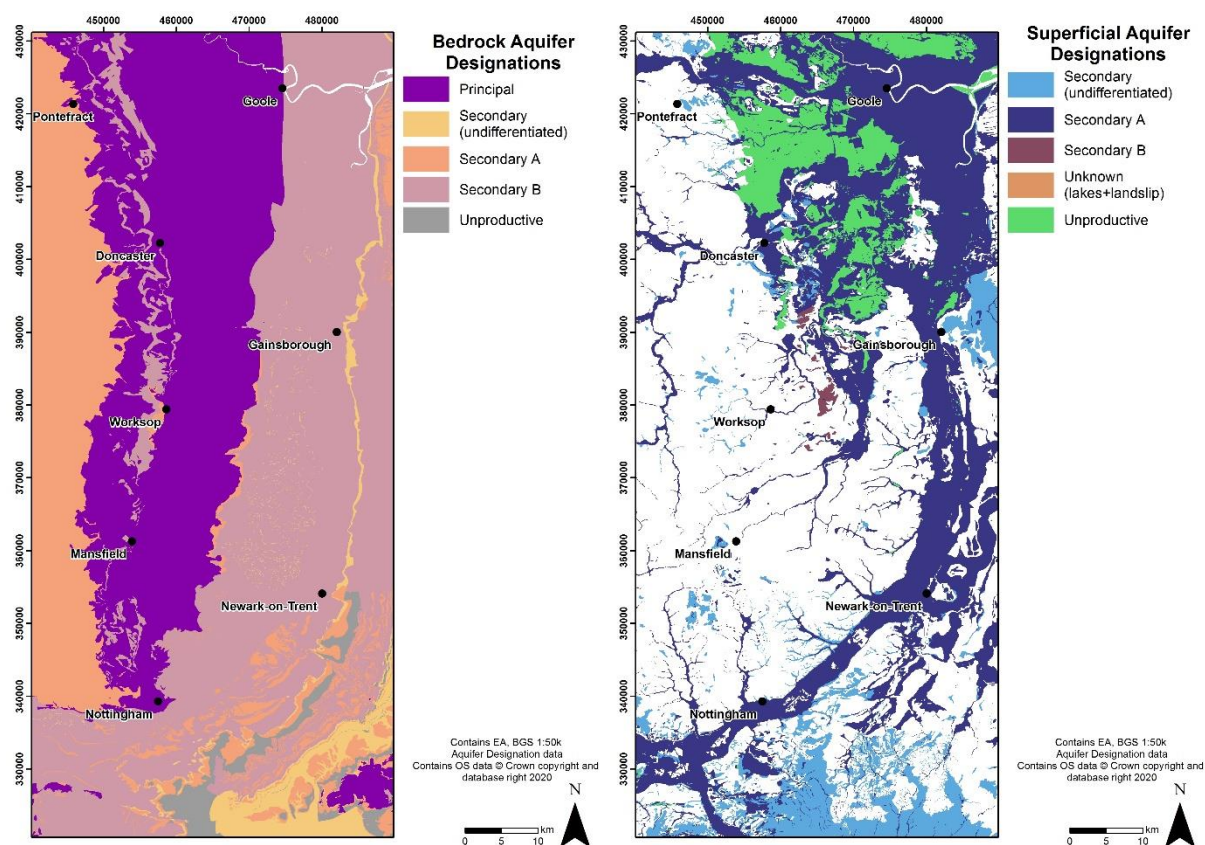 450000 460000 470000 480000
430000
420000
410000
400000
390000
380000
370000
360000
350000
340000
330000
Goole
Pontefract
Doncaster
Gainsborough
Worksop
Mansfield
Newark-on-Trent
Nottingham
Bedrock Aquifer
Designations
Principal
Secondary
(undifferentiated)
Secondary A
Secondary B
Unproductive
Contains EA, BGS 1:50k
Aquifer Designation data
Contains OS data © Crown copyright and
database right 2020
N
km
0 5 10
450000 460000 470000 480000
430000
420000
410000
400000
390000
380000
370000
360000
350000
340000
330000
Goole
Pontefract
Doncaster
Gainsborough
Worksop
Mansfield
Newark-on-Trent
Nottingham
Superficial Aquifer
Designations
Secondary
(undifferentiated)
Secondary A
Secondary B
Unknown
(lakes+landslip)
Unproductive
Contains EA, BGS 1:50k
Aquifer Designation data
Contains OS data © Crown copyright and
database right 2020
N
km
0 5 10